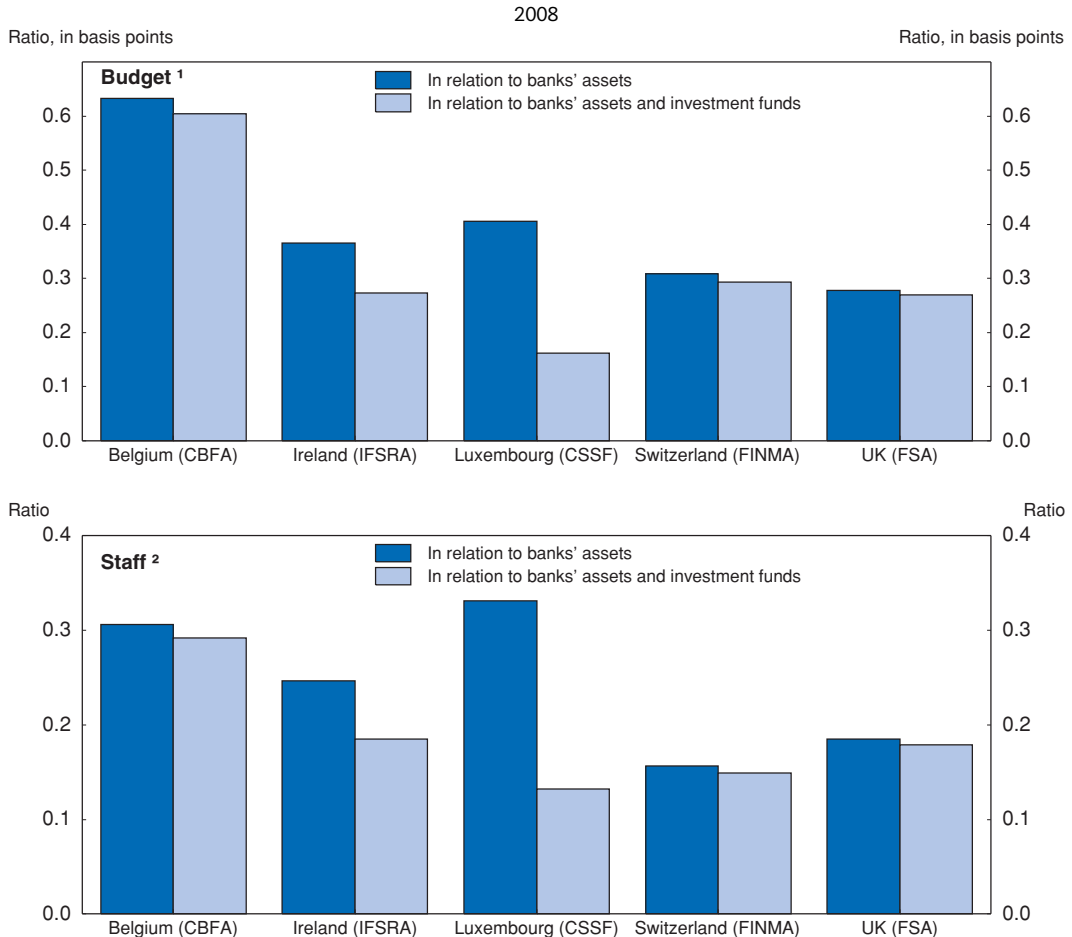 2008
Ratio, in basis points Ratio, in basis points
Budget ¹
In relation to banks’ assets
In relation to banks’ assets and investment funds
0.6 0.6
0.5 0.5
0.4 0.4
0.3 0.3
0.2 0.2
0.1 0.1
0.0 0.0
Belgium (CBFA) Ireland (IFSRA) Luxembourg (CSSF) Switzerland (FINMA) UK (FSA)
Ratio Ratio
0.4 0.4
Staff ²
In relation to banks’ assets
In relation to banks’ assets and investment funds
0.3 0.3
0.2 0.2
0.1 0.1
0.0 0.0
Belgium (CBFA) Ireland (IFSRA) Luxembourg (CSSF) Switzerland (FINMA) UK (FSA)